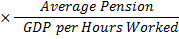 × Average Pension
GDP per Hours Worked